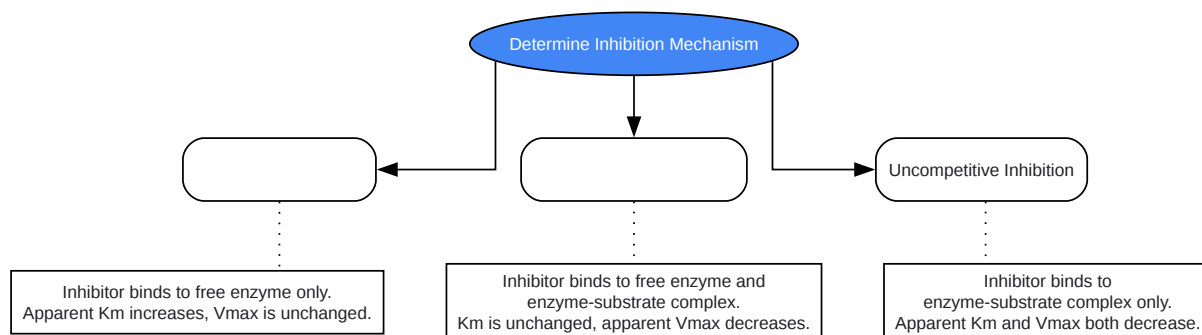 Determine Inhibition Mechanism
Uncompetitive Inhibition
Inhibitor binds to free enzyme only.
Apparent Km increases, Vmax is unchanged.
Inhibitor binds to free enzyme and
enzyme-substrate complex.
Km is unchanged, apparent Vmax decreases.
Inhibitor binds to
enzyme-substrate complex only.
Apparent Km and Vmax both decrease.